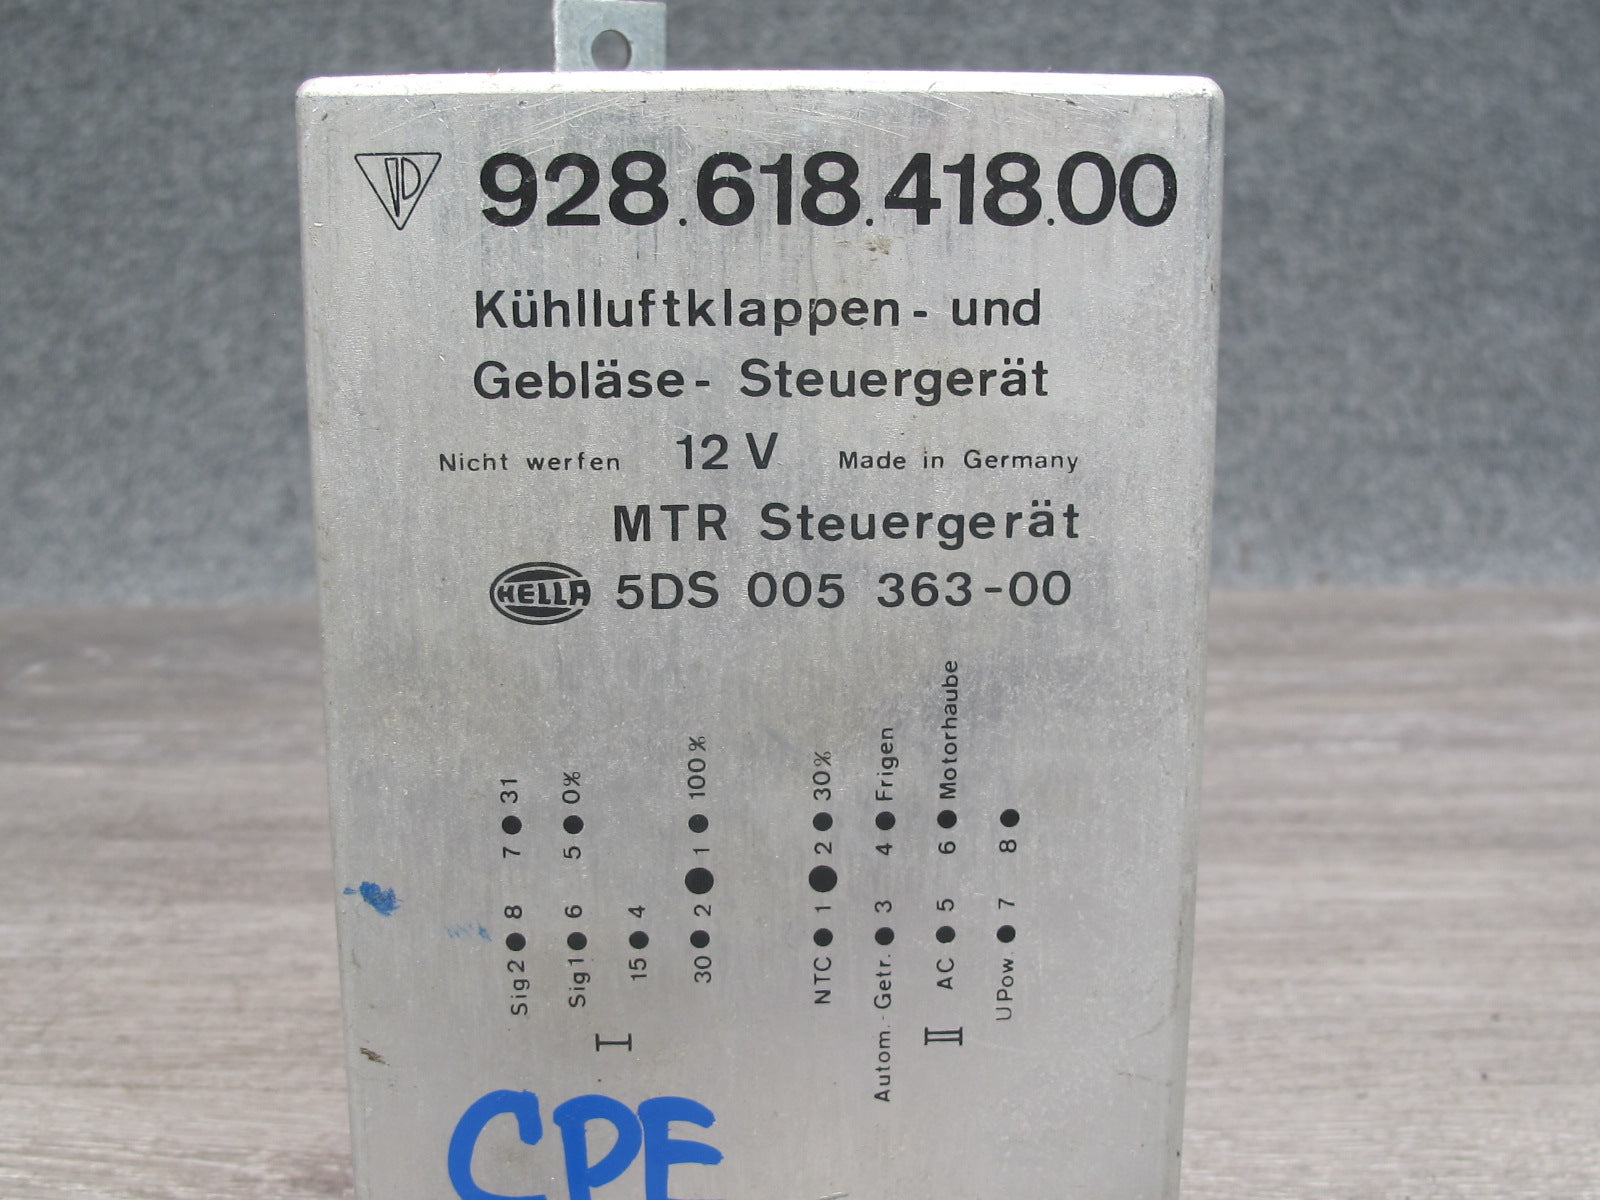 928.618.418.00
Kühlluftklappen- und
Gebläse- Steuergerät
Nicht werfen 12 V Made in Germany
MTR Steuergerät
HELLA 5DS 005 363-00
Sig2 8 7 31
Sig1 6 5 0%
15 4
30 2 1 100%
I
NTC 1 2 30%
Autom.-Getr. 3 4 Frigen
AC 5 6 Motorhaube
U Pow. 7 8
II
CPE